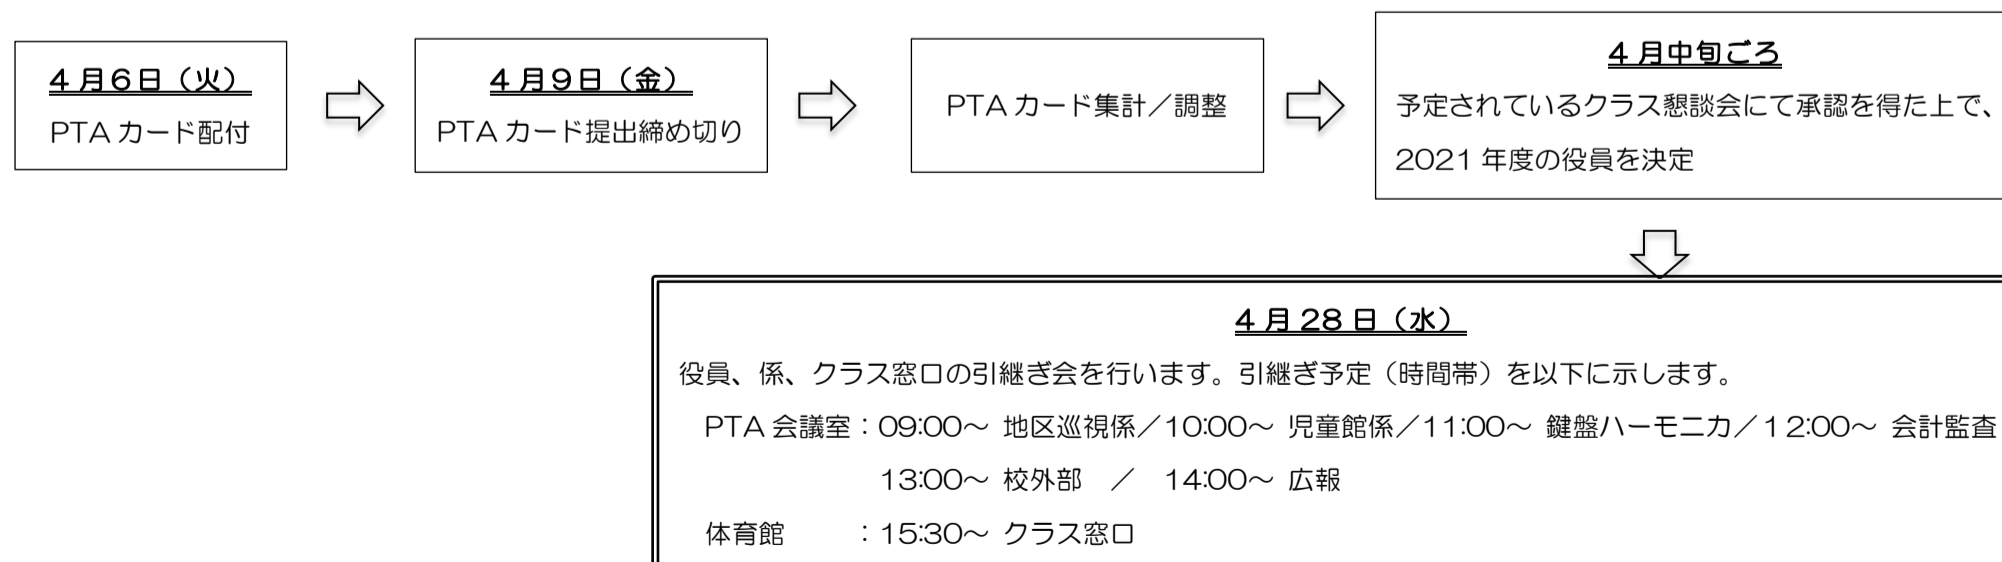 4月6日（火）
PTAカード配付
4月9日（金）
PTAカード提出締め切り
PTAカード集計／調整
4月中旬ごろ
予定されているクラス懇談会にて承認を得た上で、
2021年度の役員を決定
4月28日（水）
役員、係、クラス窓口の引継ぎ会を行います。引継ぎ予定（時間帯）を以下に示します。
PTA会議室：09:00～ 地区巡視係／10:00～ 児童館係／11:00～ 鍵盤ハーモニカ／12:00～ 会計監査
13:00～ 校外部 ／ 14:00～ 広報
体育館 ：15:30～ クラス窓口